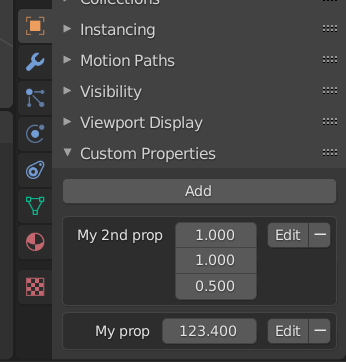 Collections
Instancing
Motion Paths
Visibility
Viewport Display
Custom Properties
Add
My 2nd prop 1.000 Edit
1.000
0.500
My prop 123.400 Edit